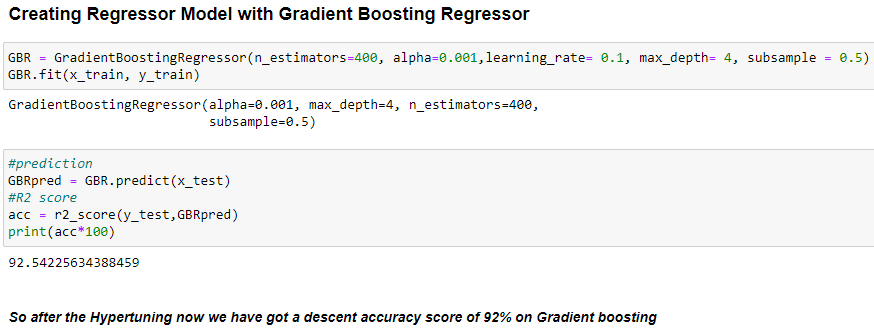 Creating Regressor Model with Gradient Boosting Regressor
GBR = GradientBoostingRegressor(n_estimators=400, alpha=0.001,learning_rate= 0.1, max_depth= 4, subsample = 0.5)
GBR.fit(x_train, y_train)
GradientBoostingRegressor(alpha=0.001, max_depth=4, n_estimators=400,
subsample=0.5)
#prediction
GBRpred = GBR.predict(x_test)
#R2 score
acc = r2_score(y_test,GBRpred)
print(acc*100)
92.54225634388459
So after the Hypertuning now we have got a descent accuracy score of 92% on Gradient boosting